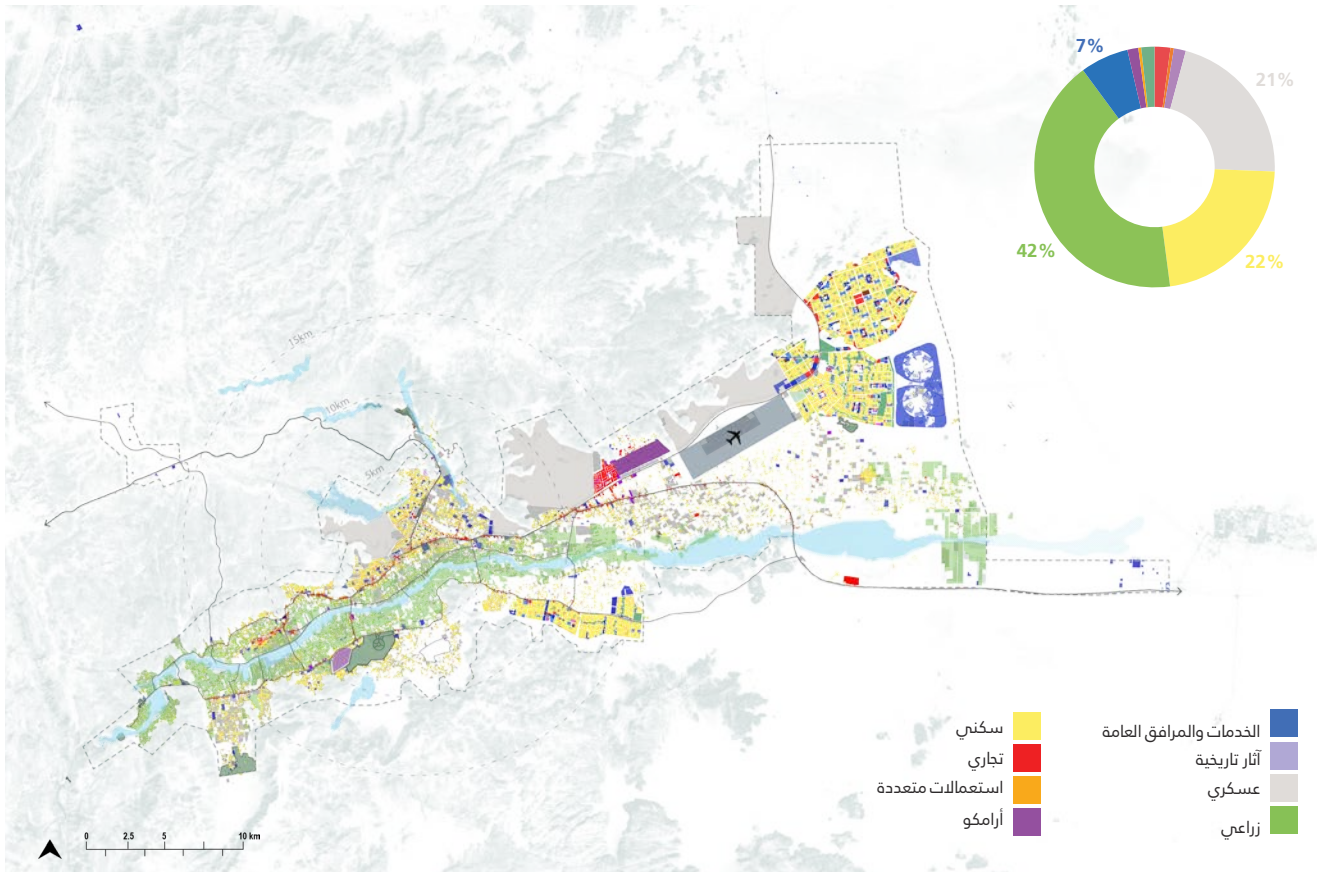 7%
21%
42%
22%
15km
10km
5km
الخدمات والمرافق العامة
آثار تاريخية
عسكري
زراعي
سكني
تجاري
استعمالات متعددة
أرامكو
0 2.5 5 10 km